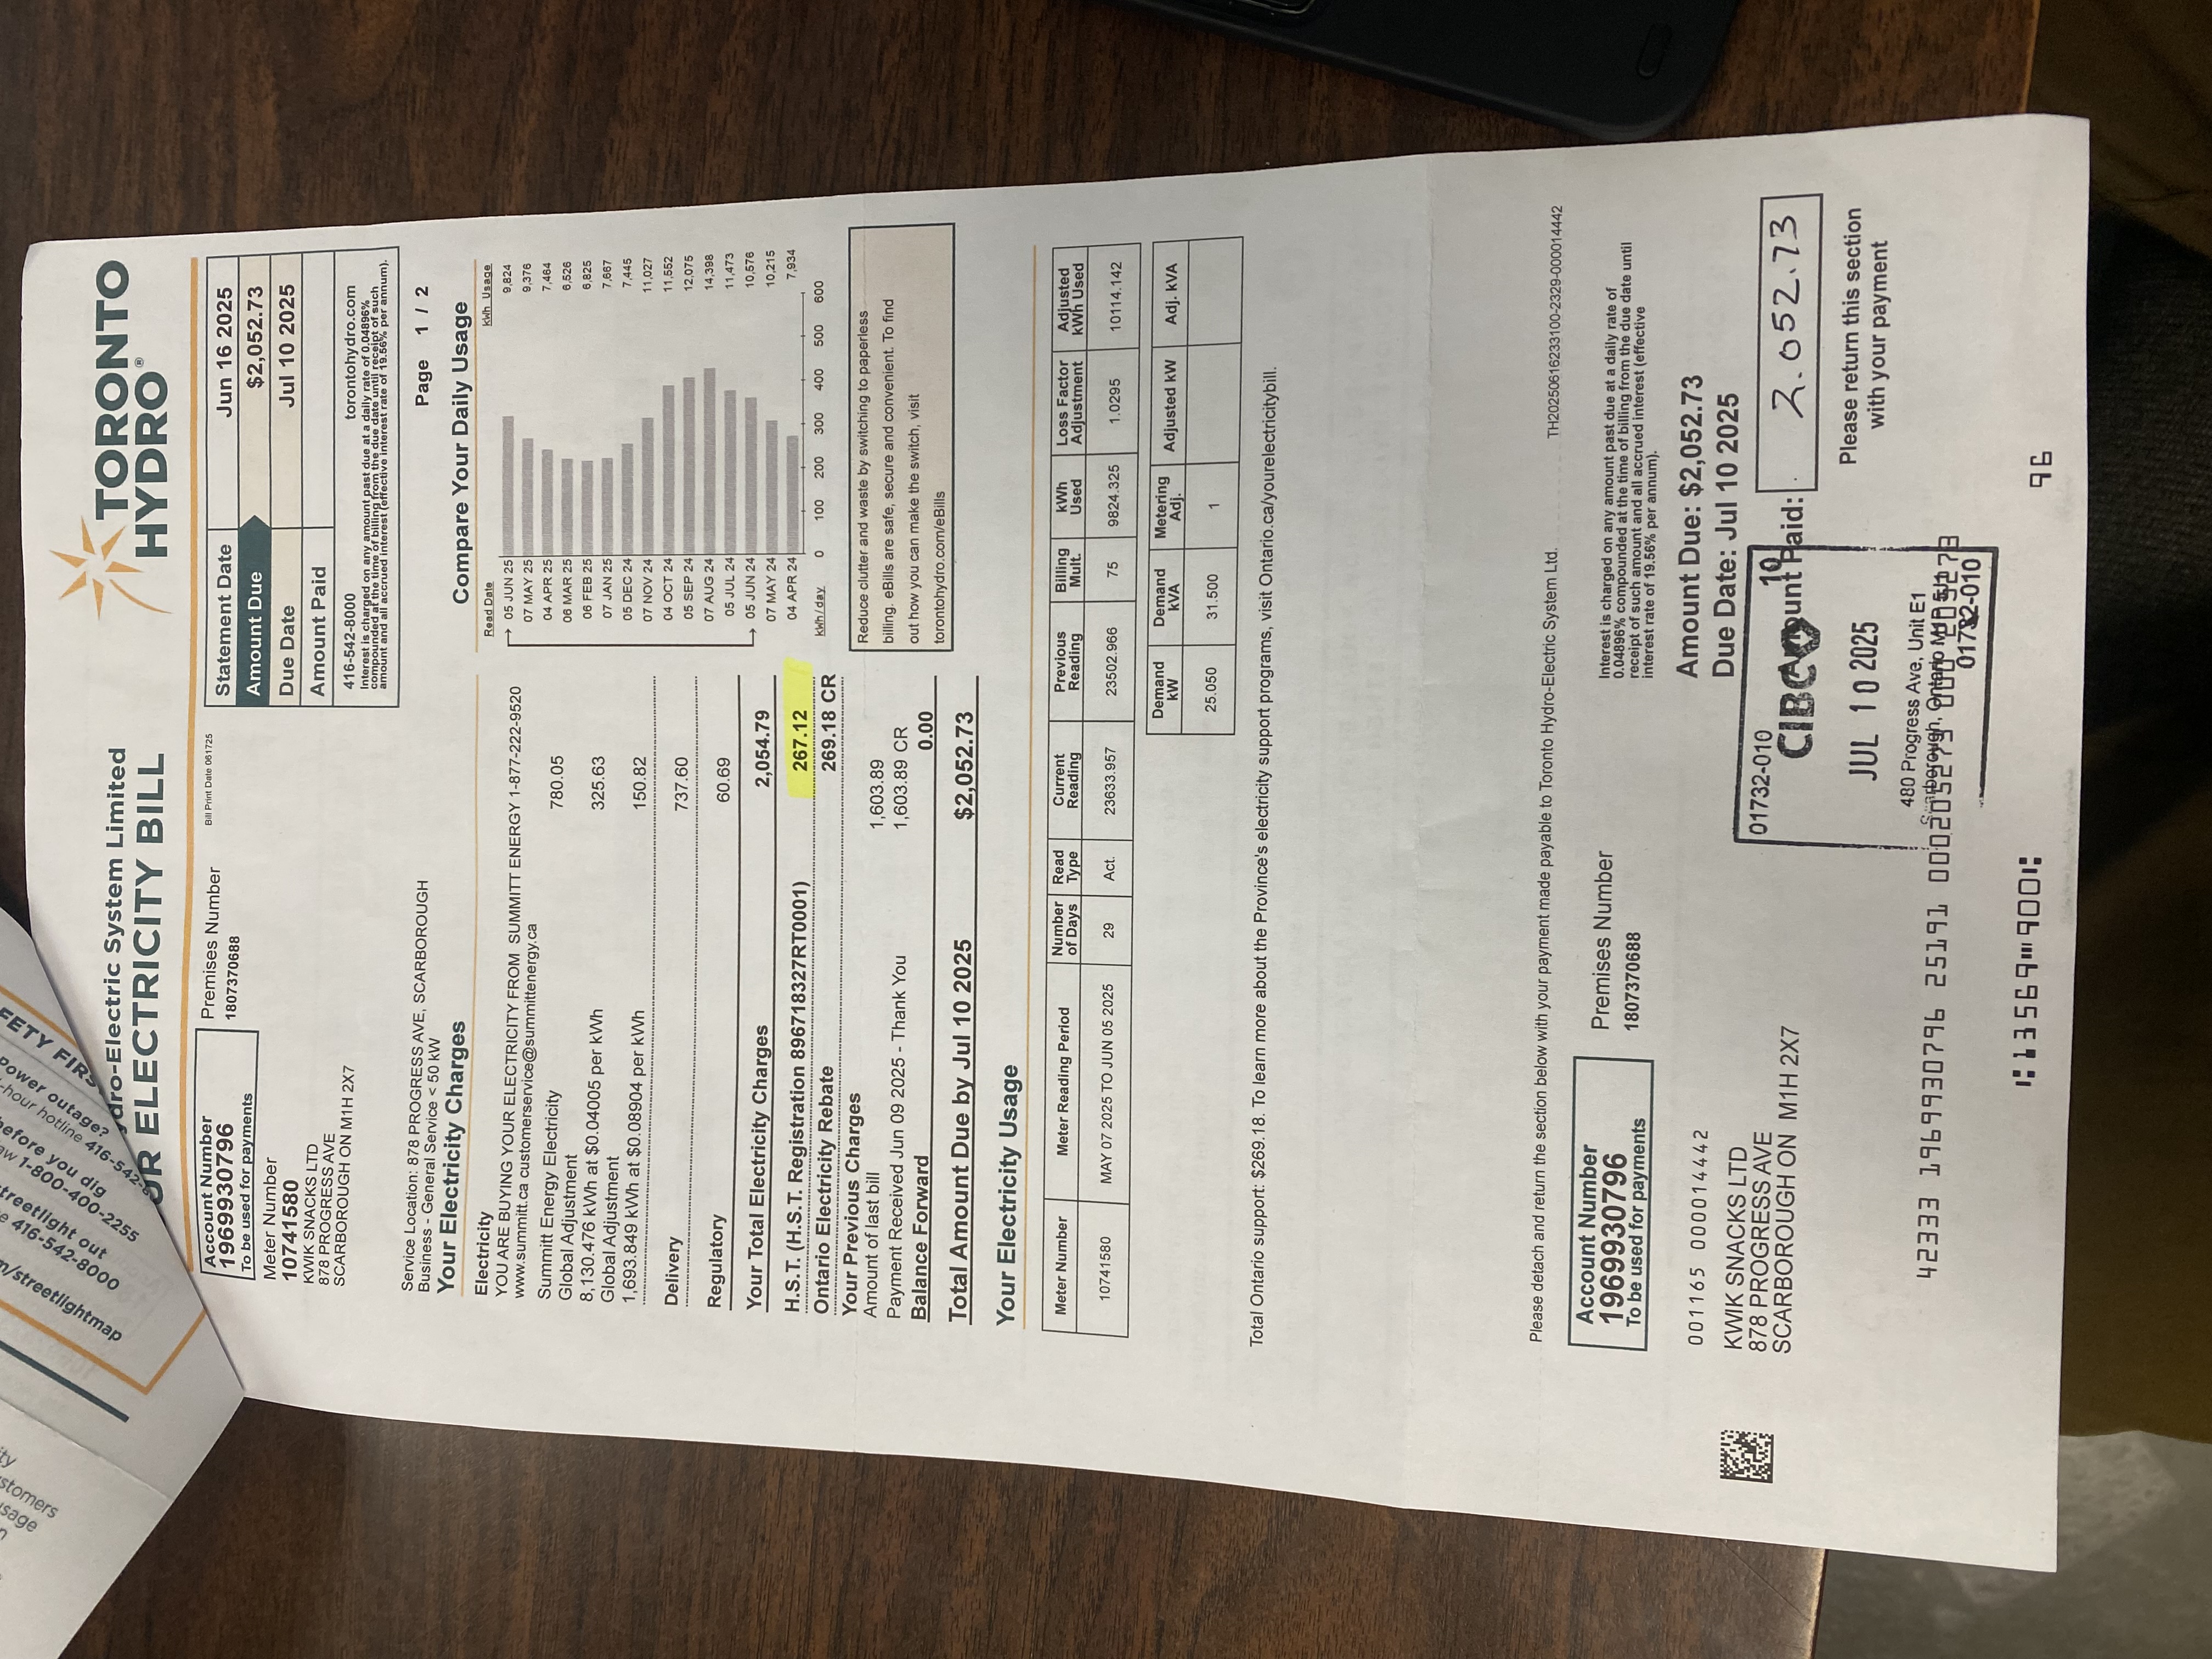 SAFETY FIRST
Power outage?
-hour hotline 416-542-8
before you dig
1-800-400-2255
treetlight out
416-542-8000
m/streetlightmap
stomers
usage
dro-Electric System Limited
UR ELECTRICITY BILL
TORONTO
HYDRO®
Account Number
1969930796
To be used for payments
Premises Number
1807370688
Bill Print Date 061725
Meter Number
10741580
KWIK SNACKS LTD
878 PROGRESS AVE
SCARBOROUGH ON M1H 2X7
Statement Date Jun 16 2025
Amount Due $2,052.73
Due Date Jul 10 2025
Amount Paid
416-542-8000 torontohydro.com
Interest is charged on any amount past due at a daily rate of 0.04896%
compounded at the time of billing from the due date until receipt of such
amount and all accrued interest (effective interest rate of 19.56% per annum).
Service Location: 878 PROGRESS AVE, SCARBOROUGH
Business - General Service < 50 kW
Page 1 / 2
Your Electricity Charges
Electricity
YOU ARE BUYING YOUR ELECTRICITY FROM SUMMITT ENERGY 1-877-222-9520
www.summitt.ca customerservice@summittenergy.ca
Summitt Energy Electricity 780.05
Global Adjustment
8,130.476 kWh at $0.04005 per kWh 325.63
Global Adjustment
1,693.849 kWh at $0.08904 per kWh 150.82
Delivery 737.60
Regulatory 60.69
Your Total Electricity Charges 2,054.79
H.S.T. (H.S.T. Registration 896718327RT0001) 267.12
Ontario Electricity Rebate 269.18 CR
Your Previous Charges
Amount of last bill 1,603.89
Payment Received Jun 09 2025 - Thank You 1,603.89 CR
Balance Forward 0.00
Total Amount Due by Jul 10 2025 $2,052.73
Compare Your Daily Usage
Read Date kWh Usage
05 JUN 25 9,824
07 MAY 25 9,376
04 APR 25 7,464
06 MAR 25 6,526
06 FEB 25 6,825
07 JAN 25 7,667
05 DEC 24 7,445
07 NOV 24 11,027
04 OCT 24 11,552
05 SEP 24 12,075
07 AUG 24 14,398
05 JUL 24 11,473
05 JUN 24 10,576
07 MAY 24 10,215
04 APR 24 7,934
kWh/day 0 100 200 300 400 500 600
Reduce clutter and waste by switching to paperless
billing. eBills are safe, secure and convenient. To find
out how you can make the switch, visit
torontohydro.com/eBills
Your Electricity Usage
Meter Number Meter Reading Period Number of Days Read Type Current Reading Previous Reading Billing Mult. kWh Used Loss Factor Adjustment Adjusted kWh Used
10741580 MAY 07 2025 TO JUN 05 2025 29 Act. 23633.957 23502.966 75 9824.325 1.0295 10114.142
Demand kW Demand kVA Metering Adj. Adjusted kW Adj. kVA
25.050 31.500 1
Total Ontario support: $269.18. To learn more about the Province's electricity support programs, visit Ontario.ca/yourelectricitybill.
Please detach and return the section below with your payment made payable to Toronto Hydro-Electric System Ltd.
TH20250616233100-2329-000014442
Account Number
1969930796
To be used for payments
Premises Number
1807370688
Interest is charged on any amount past due at a daily rate of
0.04896% compounded at the time of billing from the due date until
receipt of such amount and all accrued interest (effective
interest rate of 19.56% per annum).
Amount Due: $2,052.73
Due Date: Jul 10 2025
001165 000014442
KWIK SNACKS LTD
878 PROGRESS AVE
SCARBOROUGH ON M1H 2X7
Amount Paid: 2.052.73
01732-010 10
CIBC
JUL 10 2025
480 Progress Ave, Unit E1
Scarborough, Ontario M1P 5J1
01732-010
Please return this section
with your payment
42333 1969930796 25191 000205273 000 205273
13569 900
96